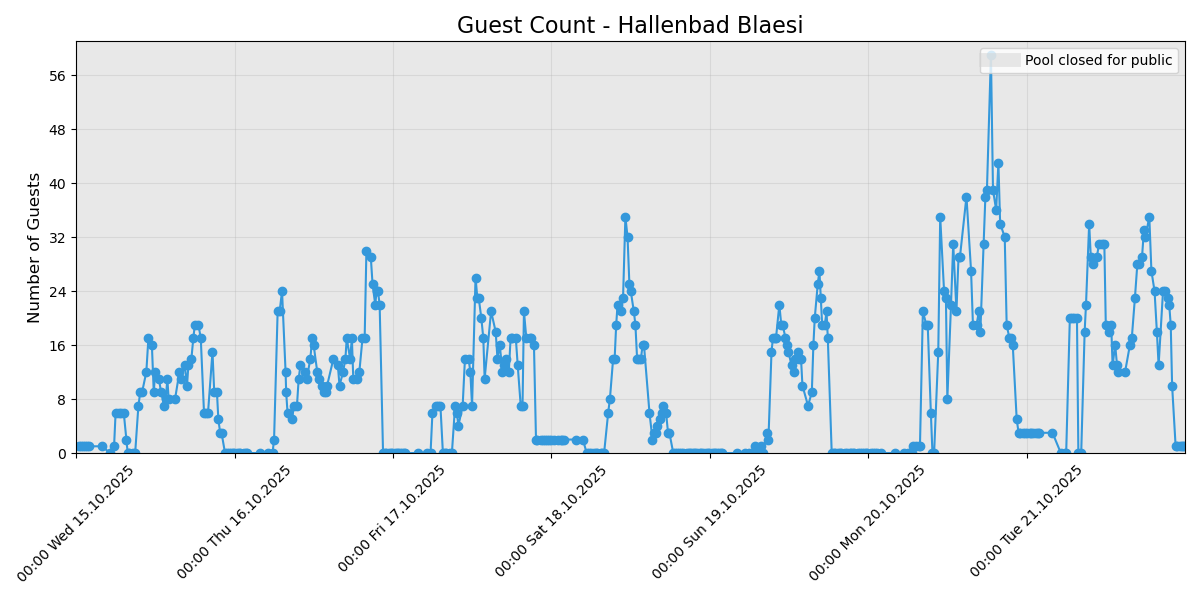 Guest Count - Hallenbad Blaesi
Pool closed for public
Number of Guests
56
48
40
32
24
16
8
0
00:00 Wed 15.10.2025
00:00 Thu 16.10.2025
00:00 Fri 17.10.2025
00:00 Sat 18.10.2025
00:00 Sun 19.10.2025
00:00 Mon 20.10.2025
00:00 Tue 21.10.2025